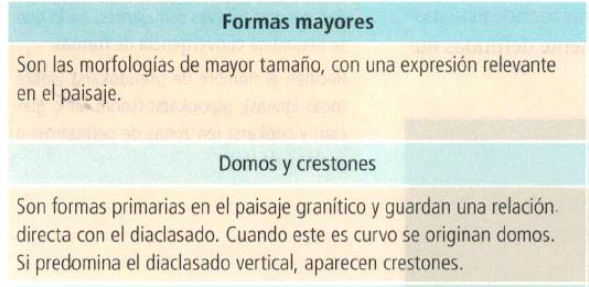 Formas mayores
Son las morfologías de mayor tamaño, con una expresión relevante
en el paisaje.
Domos y crestones
Son formas primarias en el paisaje granítico y guardan una relación
directa con el diaclasado. Cuando este es curvo se originan domos.
Si predomina el diaclasado vertical, aparecen crestones.